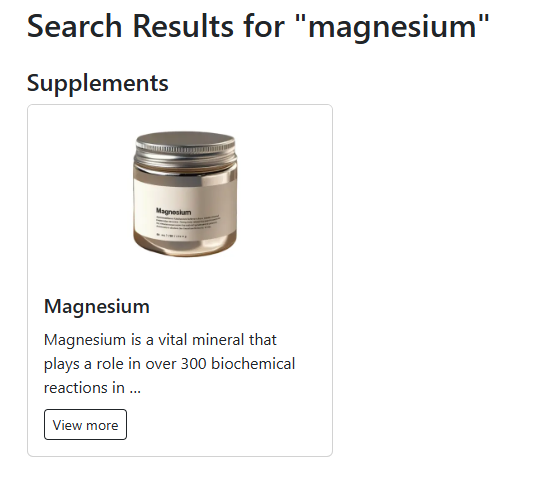 Search Results for "magnesium"
Supplements
Magnesium
Magnesium
Magnesium is a vital mineral that
plays a role in over 300 biochemical
reactions in ...
View more